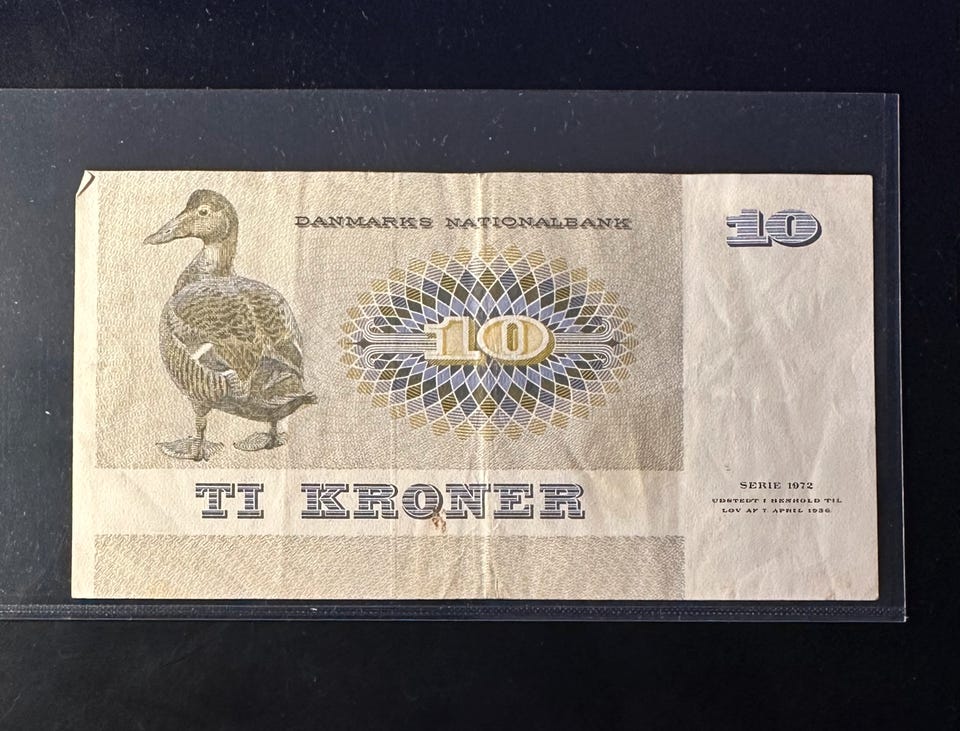 DANMARKS NATIONALBANK
10
10
TI KRONER
SERIE 1972
UDSTEDT I HENHOLD TIL
LOV AF 7. APRIL 1936